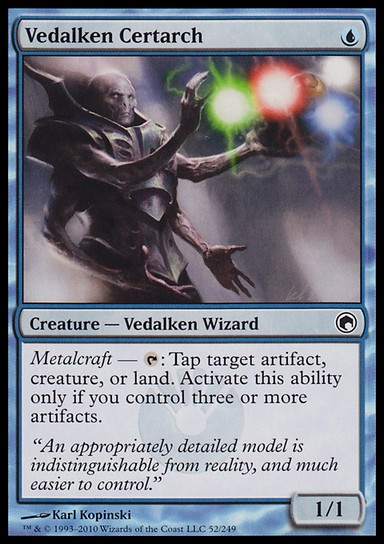 Vedalken Certarch
Creature — Vedalken Wizard
Metalcraft — : Tap target artifact,
creature, or land. Activate this ability
only if you control three or more
artifacts.
“An appropriately detailed model is
indistinguishable from reality, and much
easier to control.”
Karl Kopinski
1/1
™ & © 1993–2010 Wizards of the Coast LLC 52/249